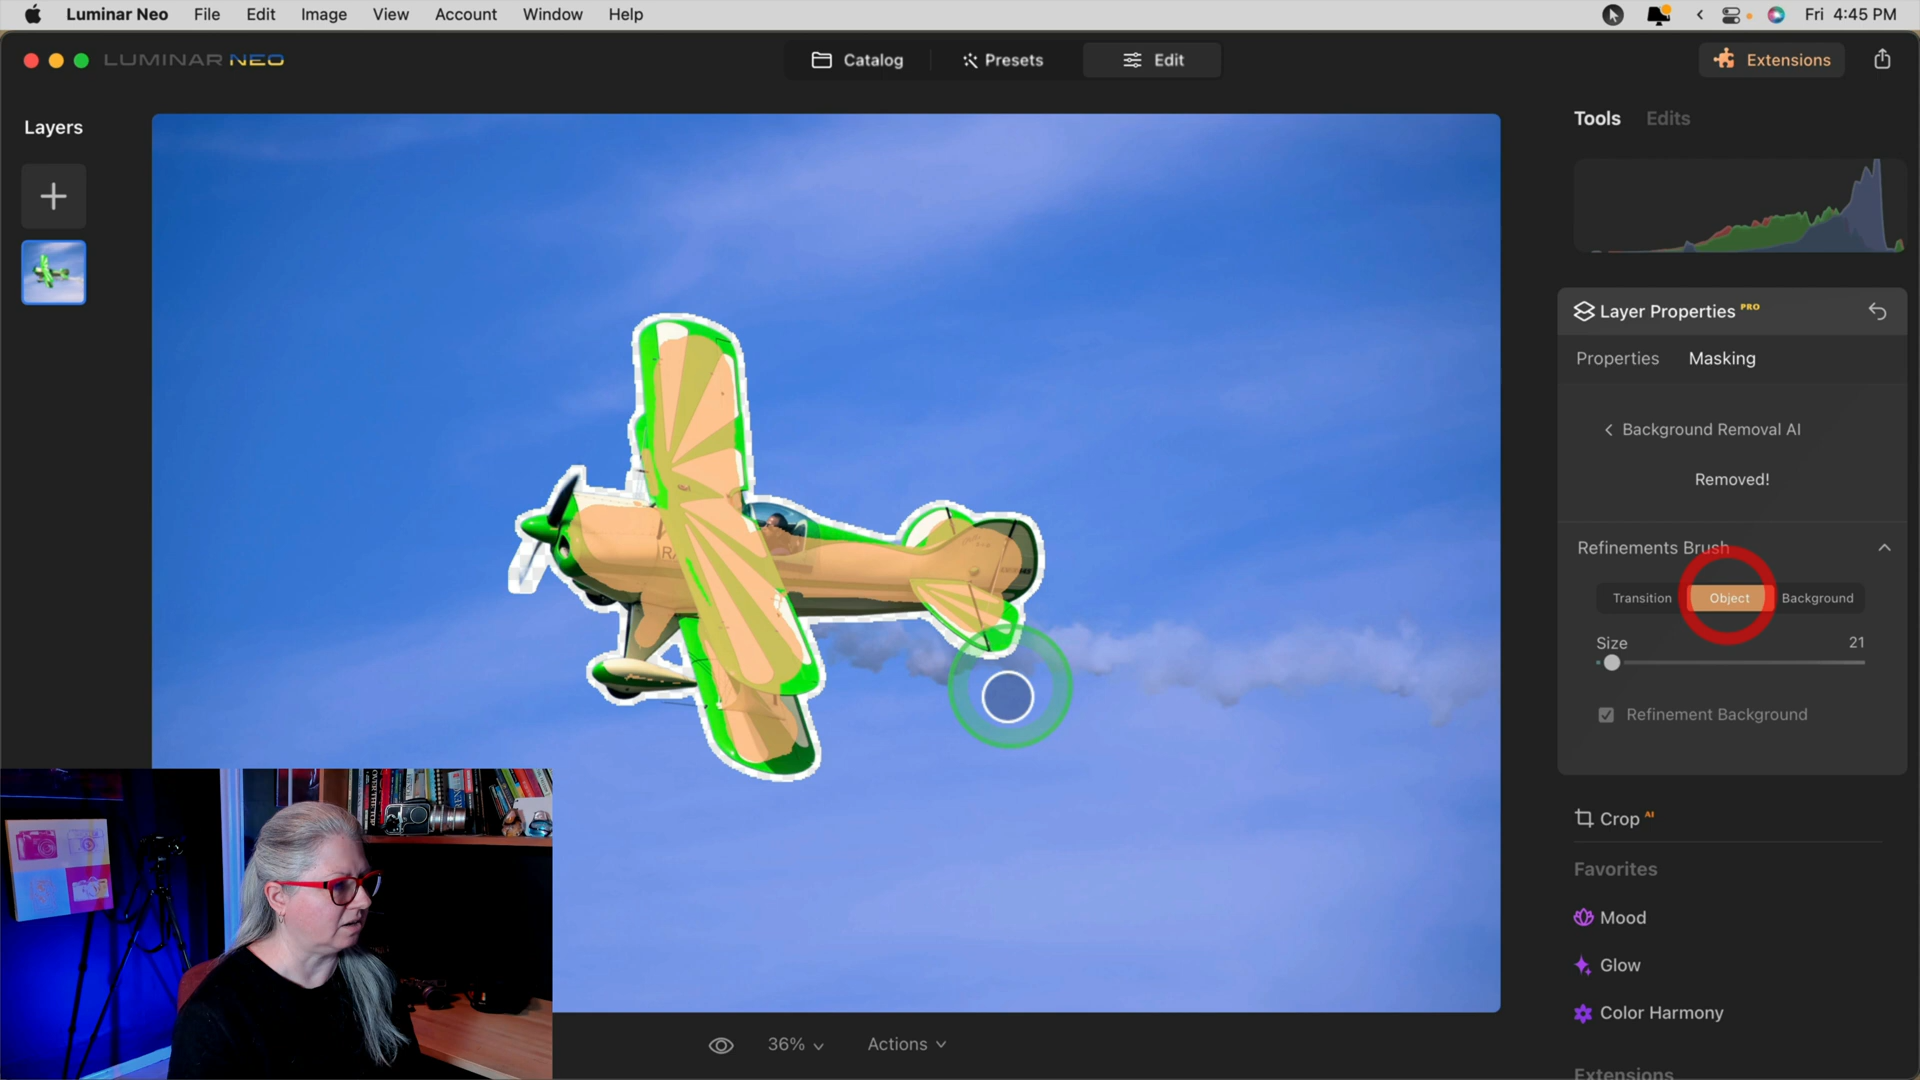 Luminar Neo File Edit Image View Account Window Help Fri 4:45 PM
LUMINAR NEO Catalog Presets Edit Extensions
Layers
Tools Edits
Layer Properties PRO
Properties Masking
Background Removal AI
Removed!
Refinements Brush
Transition Object Background
Size 21
Refinement Background
Crop AI
Favorites
Mood
Glow
Color Harmony
Extensions
36% Actions